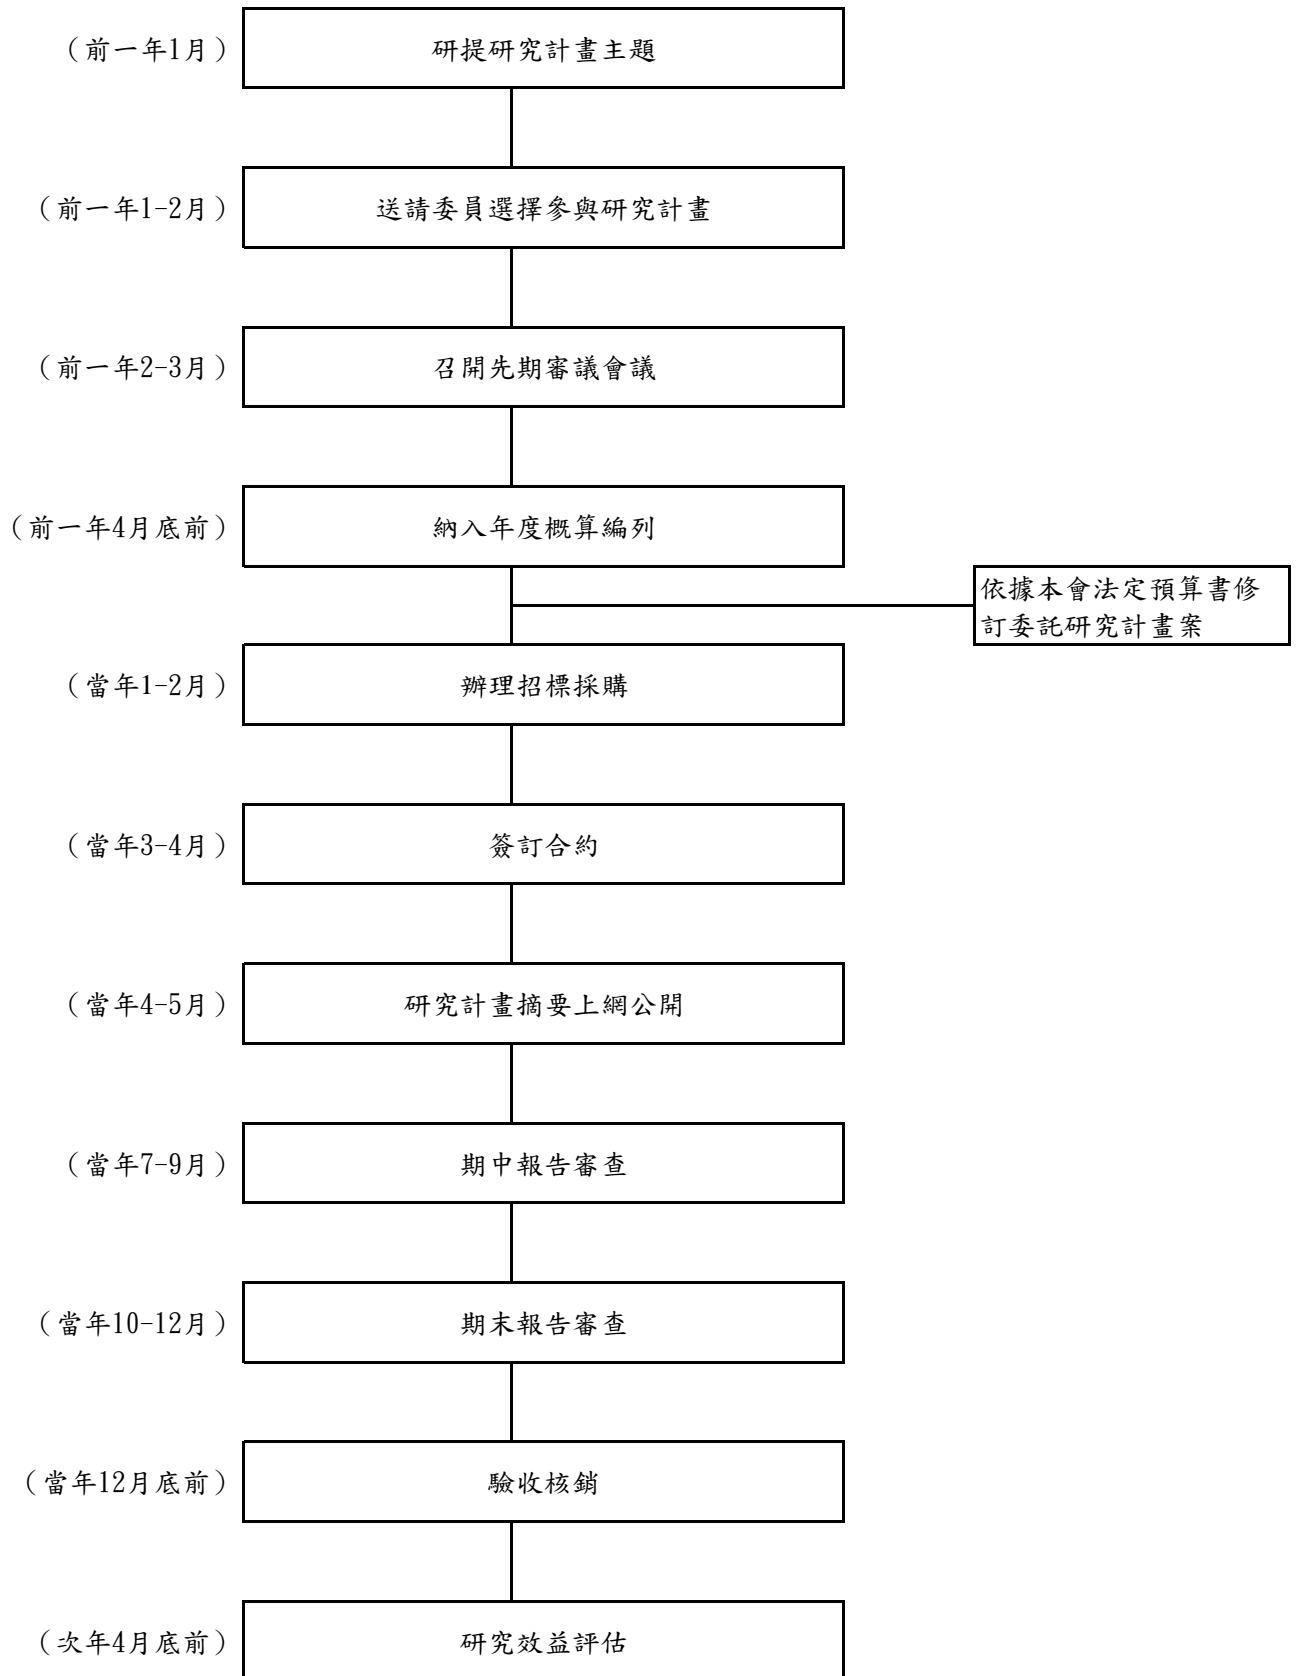 （前一年1月）
研提研究計畫主題
（前一年1-2月）
送請委員選擇參與研究計畫
（前一年2-3月）
召開先期審議會議
（前一年4月底前）
納入年度概算編列
依據本會法定預算書修
訂委託研究計畫案
（當年1-2月）
辦理招標採購
（當年3-4月）
簽訂合約
（當年4-5月）
研究計畫摘要上網公開
（當年7-9月）
期中報告審查
（當年10-12月）
期末報告審查
（當年12月底前）
驗收核銷
（次年4月底前）
研究效益評估